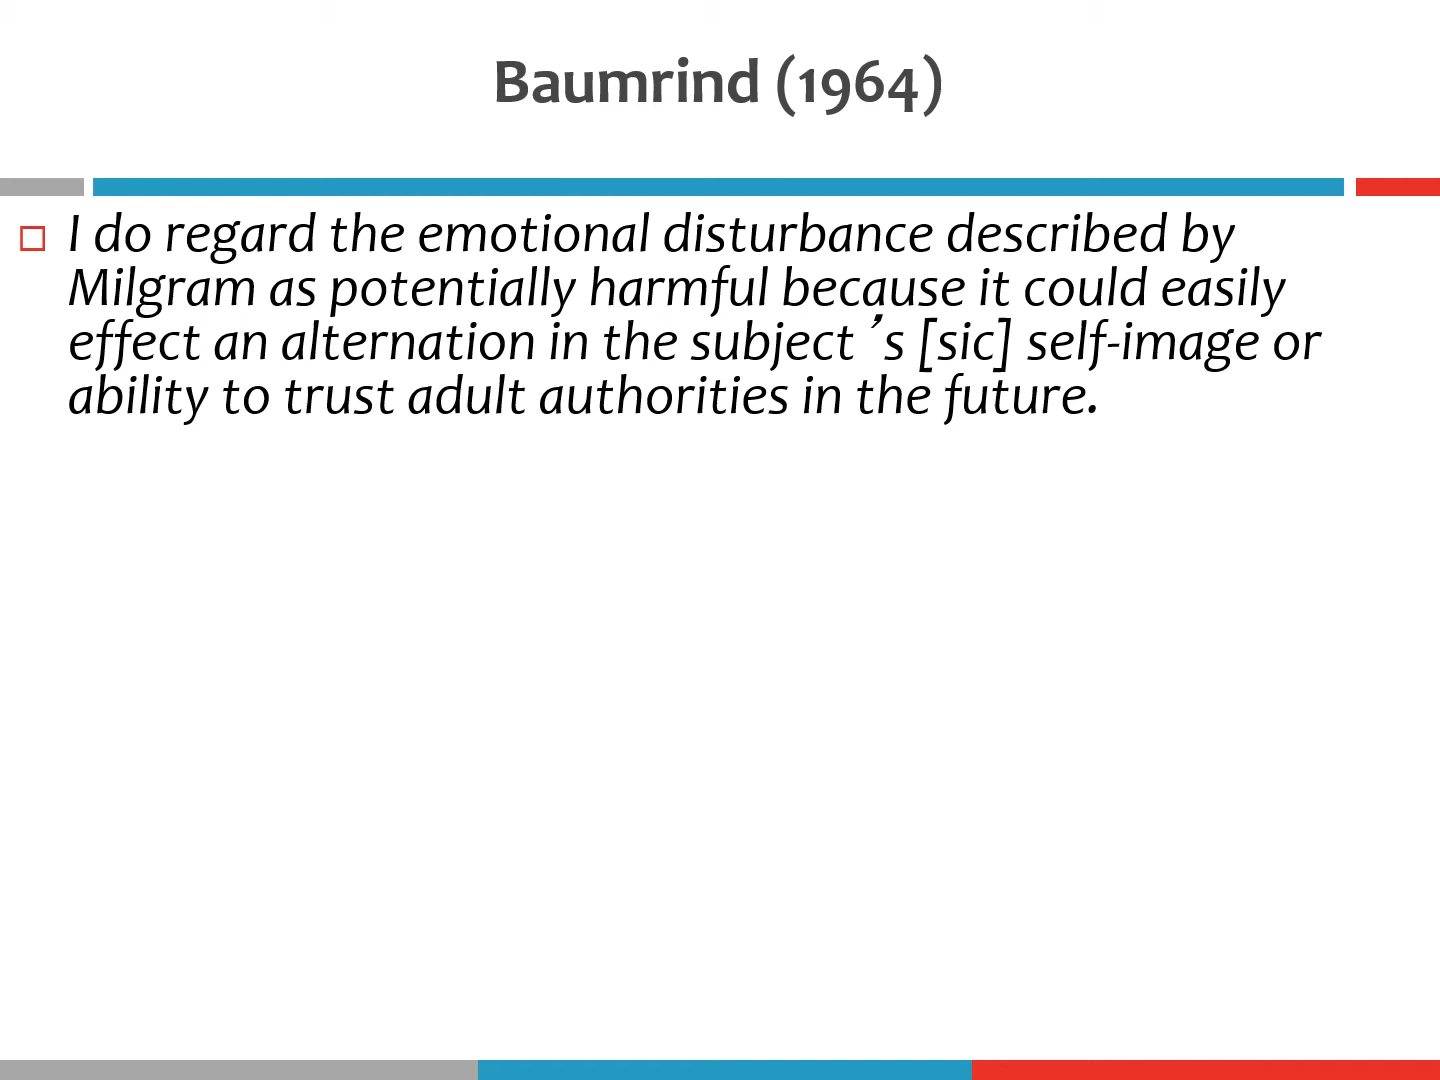 Baumrind (1964)
I do regard the emotional disturbance described by
Milgram as potentially harmful because it could easily
effect an alternation in the subject ’s [sic] self-image or
ability to trust adult authorities in the future.